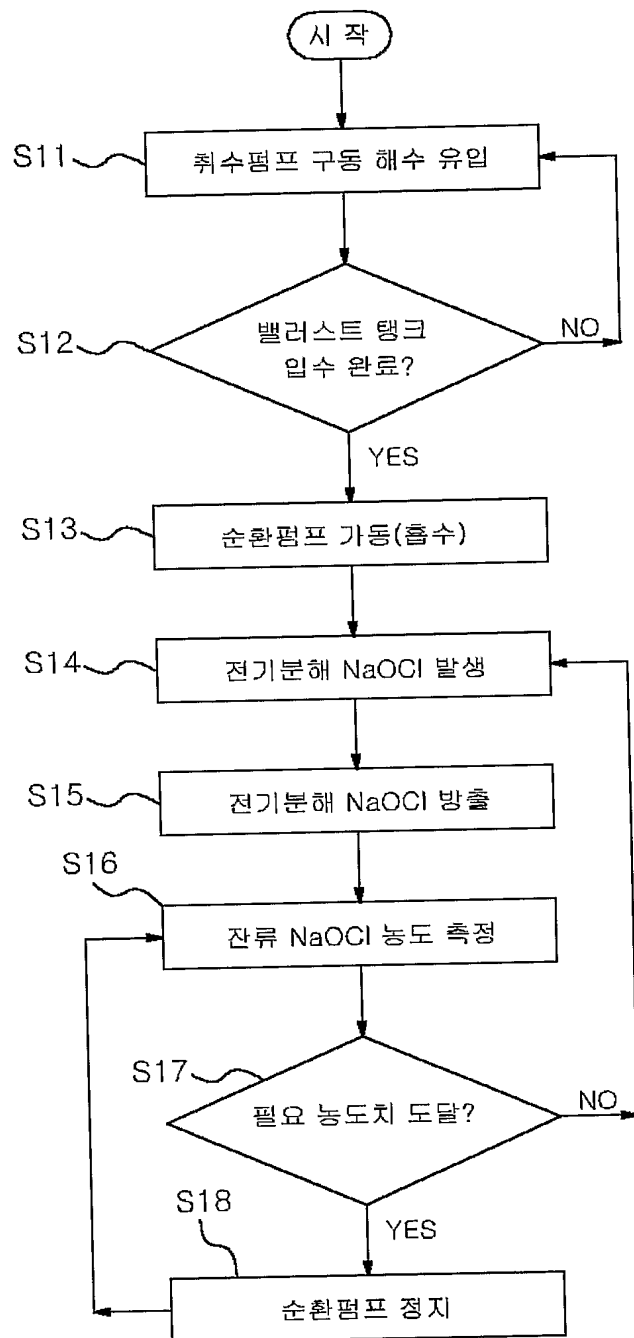 시 작
S11
취수펌프 구동 해수 유입
S12
밸러스트 탱크
입수 완료?
NO
YES
S13
순환펌프 가동(흡수)
S14
전기분해 NaOCl 발생
S15
전기분해 NaOCl 방출
S16
잔류 NaOCl 농도 측정
S17
필요 농도치 도달?
NO
S18
YES
순환펌프 정지